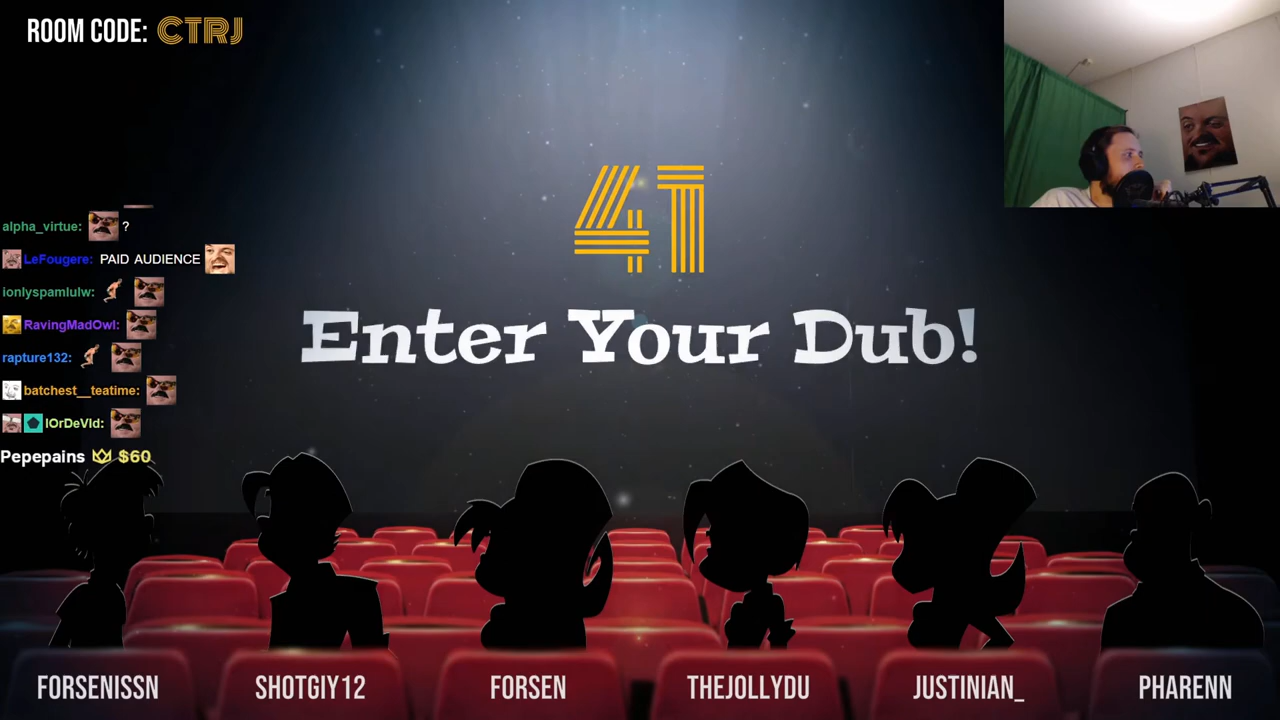 ROOM CODE: CTRJ
41
Enter Your Dub!
alpha_virtue: ?
LeFougere: PAID AUDIENCE
ionlyspamlulw:
RavingMadOwl:
rapture132:
batchest__teatime:
IOrDeVId:
Pepepains $60
FORSENISSN
SHOTGIY12
FORSEN
THEJOLLYDU
JUSTINIAN_
PHARENN